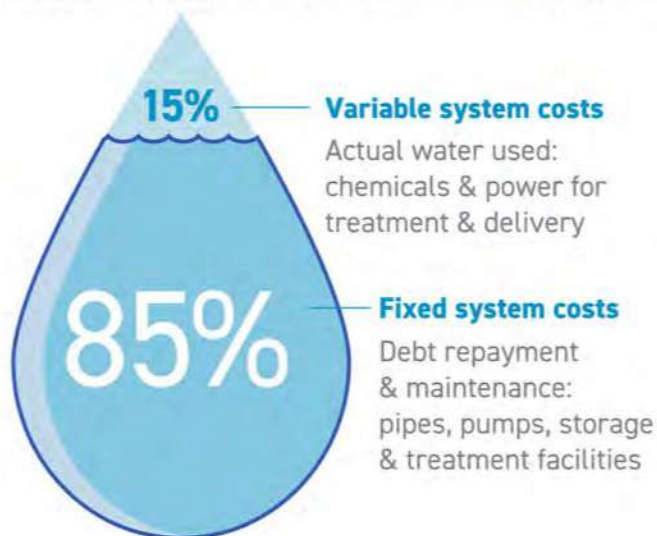 15%
Variable system costs
Actual water used:
chemicals & power for
treatment & delivery
85%
Fixed system costs
Debt repayment
& maintenance:
pipes, pumps, storage
& treatment facilities